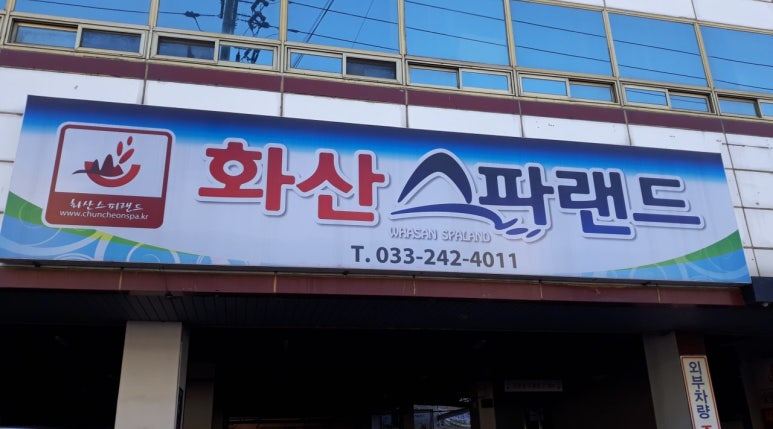 화산 스파랜드
WHASAN SPALAND
T. 033-242-4011
화산스파랜드
www.chuncheonspa.kr
외부차량